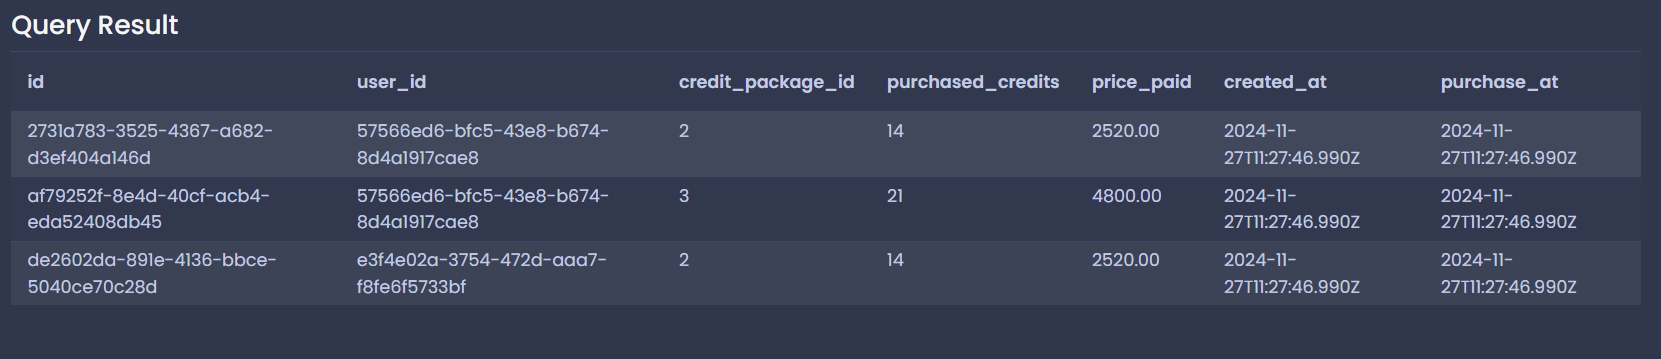 Query Result
id user_id credit_package_id purchased_credits price_paid created_at purchase_at
2731a783-3525-4367-a682- 57566ed6-bfc5-43e8-b674- 2 14 2520.00 2024-11- 2024-11-
d3ef404a146d 8d4a1917cae8 27T11:27:46.990Z 27T11:27:46.990Z
af79252f-8e4d-40cf-acb4- 57566ed6-bfc5-43e8-b674- 3 21 4800.00 2024-11- 2024-11-
eda52408db45 8d4a1917cae8 27T11:27:46.990Z 27T11:27:46.990Z
de2602da-891e-4136-bbce- e3f4e02a-3754-472d-aaa7- 2 14 2520.00 2024-11- 2024-11-
5040ce70c28d f8fe6f5733bf 27T11:27:46.990Z 27T11:27:46.990Z